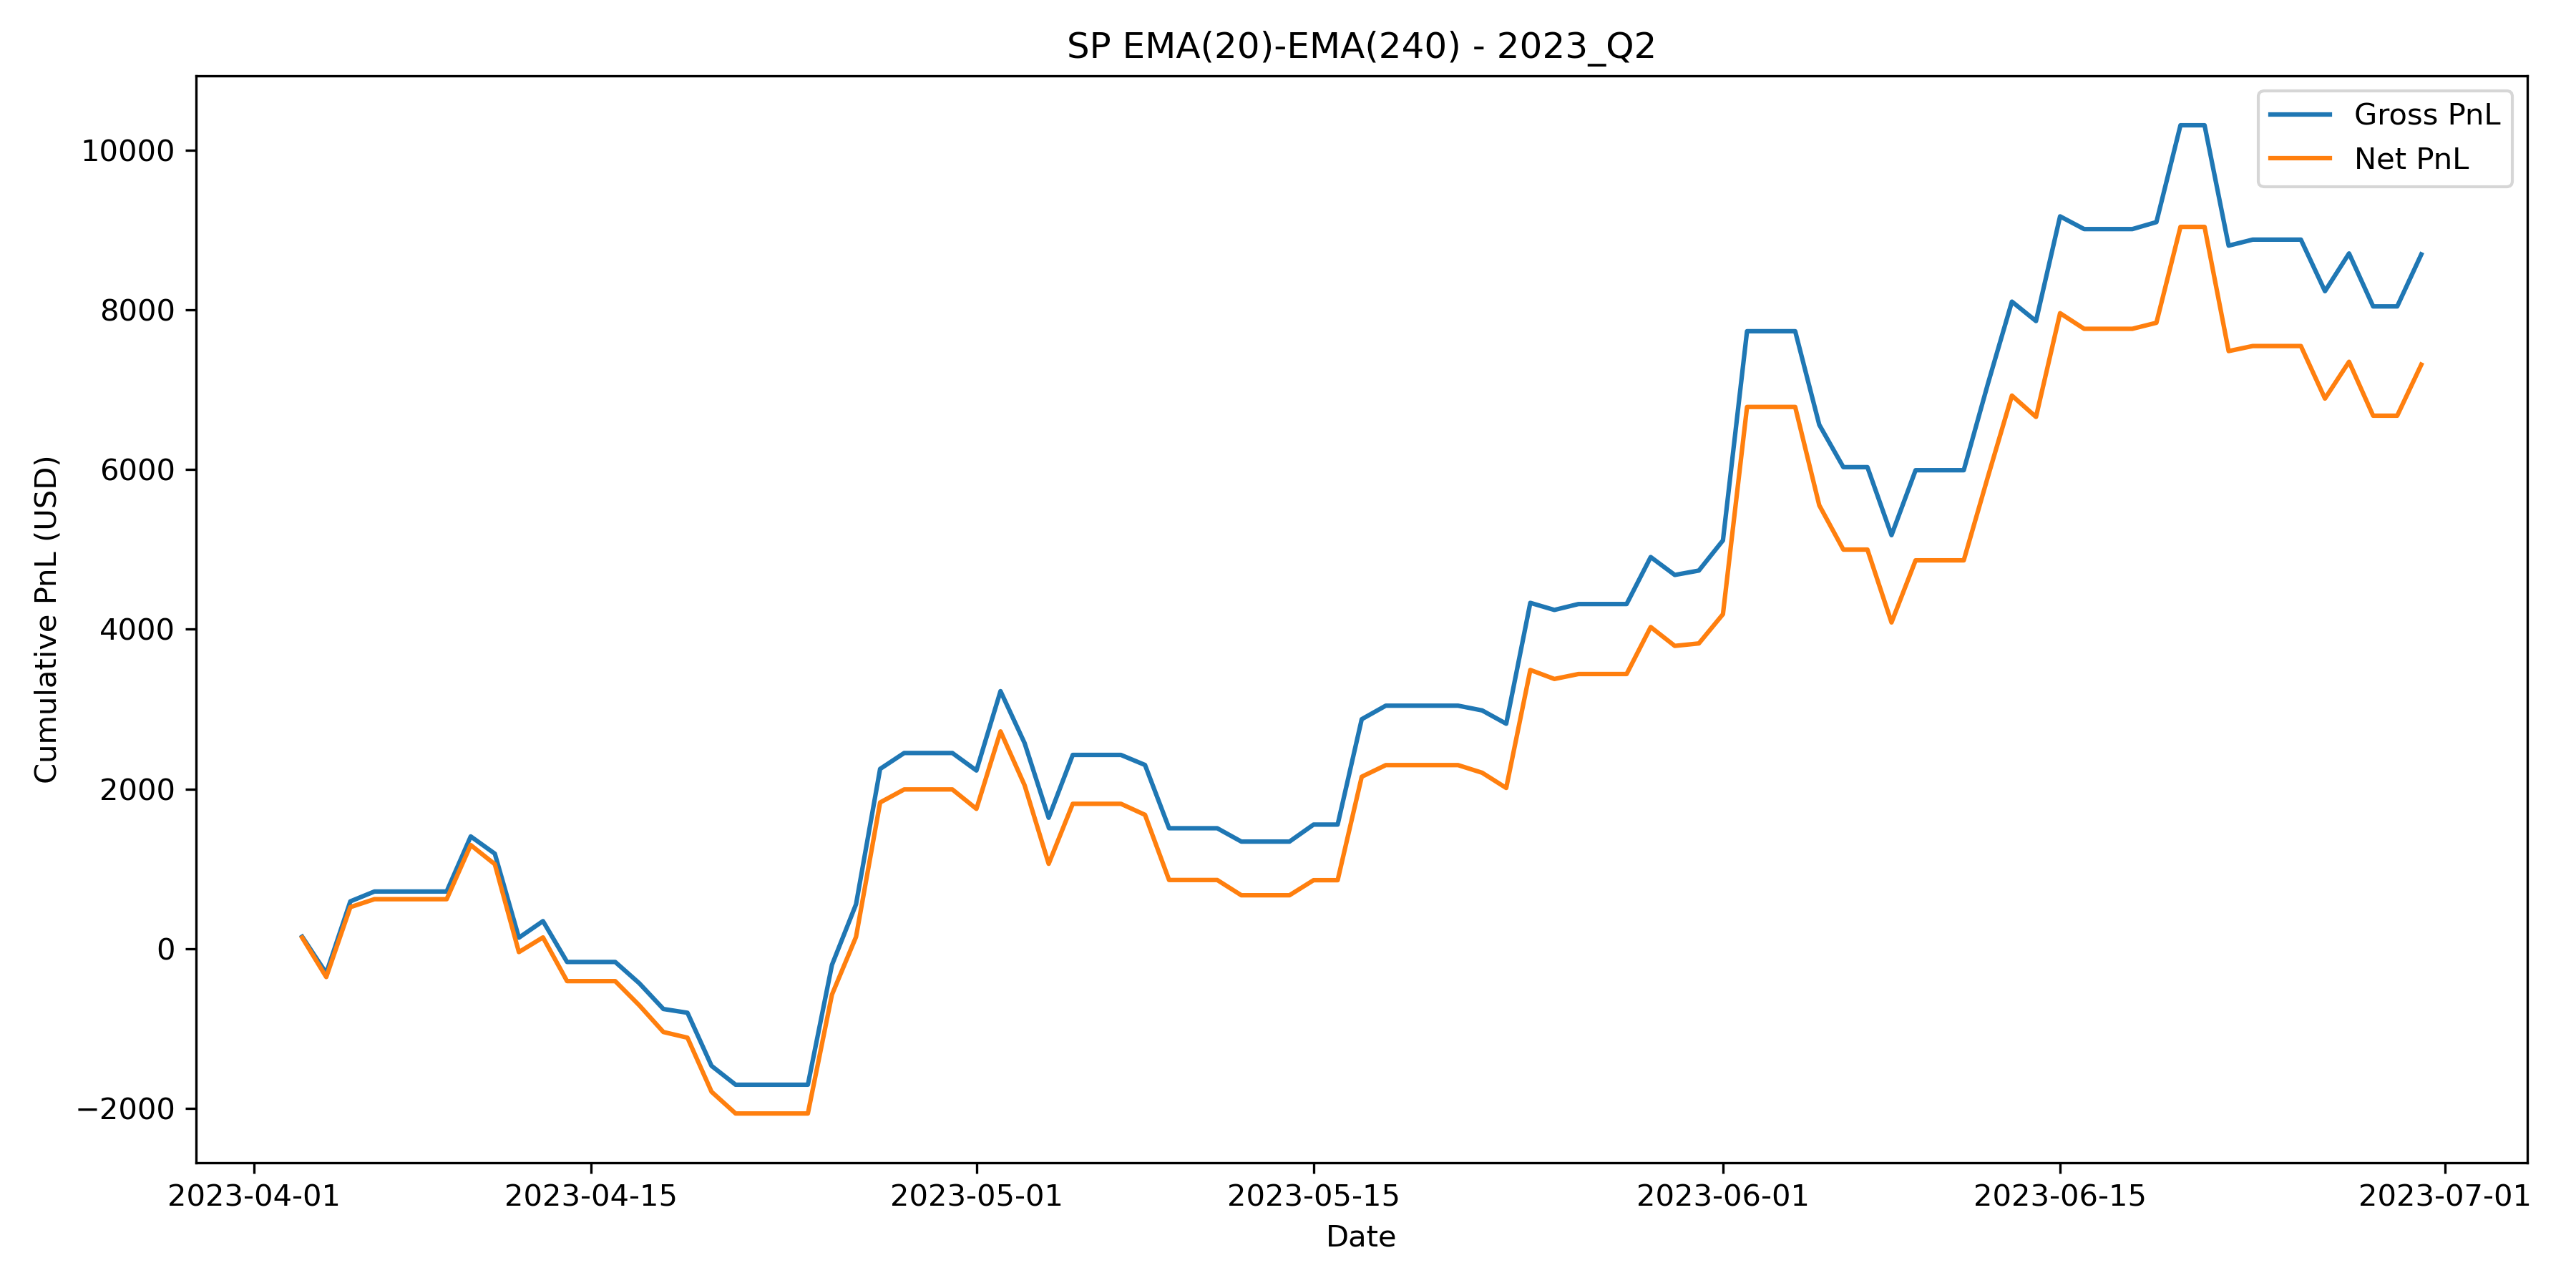 SP EMA(20)-EMA(240) - 2023_Q2
Gross PnL
Net PnL
Cumulative PnL (USD)
10000
8000
6000
4000
2000
0
−2000
2023-04-01
2023-04-15
2023-05-01
2023-05-15
2023-06-01
2023-06-15
2023-07-01
Date